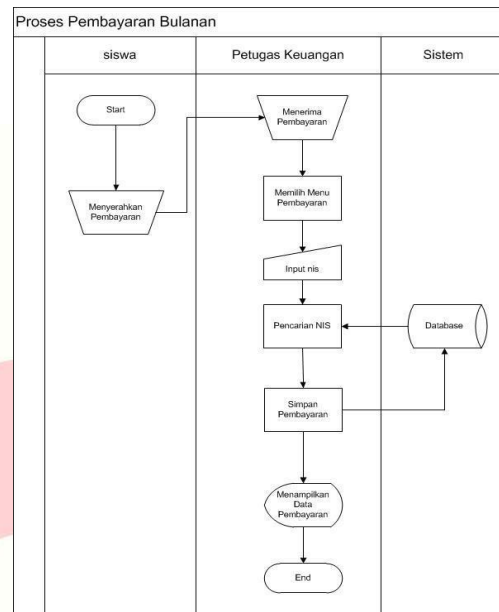 Proses Pembayaran Bulanan
siswa
Petugas Keuangan
Sistem
Start
Menyerahkan
Pembayaran
Menerima
Pembayaran
Memilih Menu
Pembayaran
Input nis
Pencarian NIS
Database
Simpan
Pembayaran
Menampilkan
Data
Pembayaran
End